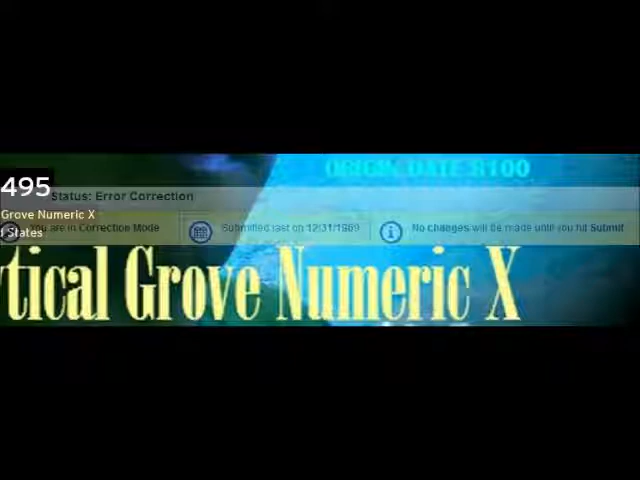 ORIGIN DATE R100
495
Status: Error Correction
Grove Numeric X
You are in Correction Mode
Submitted last on 12/31/1969
No changes will be made until you hit Submit
d States
tical Grove Numeric X